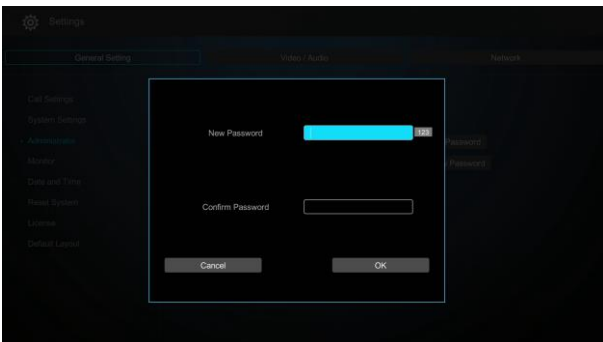 Settings
General Setting
Video / Audio
Network
Call Settings
System Settings
Administrator
Monitor
Date and Time
Reset System
License
Default Layout
Password
Password
New Password
123
Confirm Password
Cancel
OK